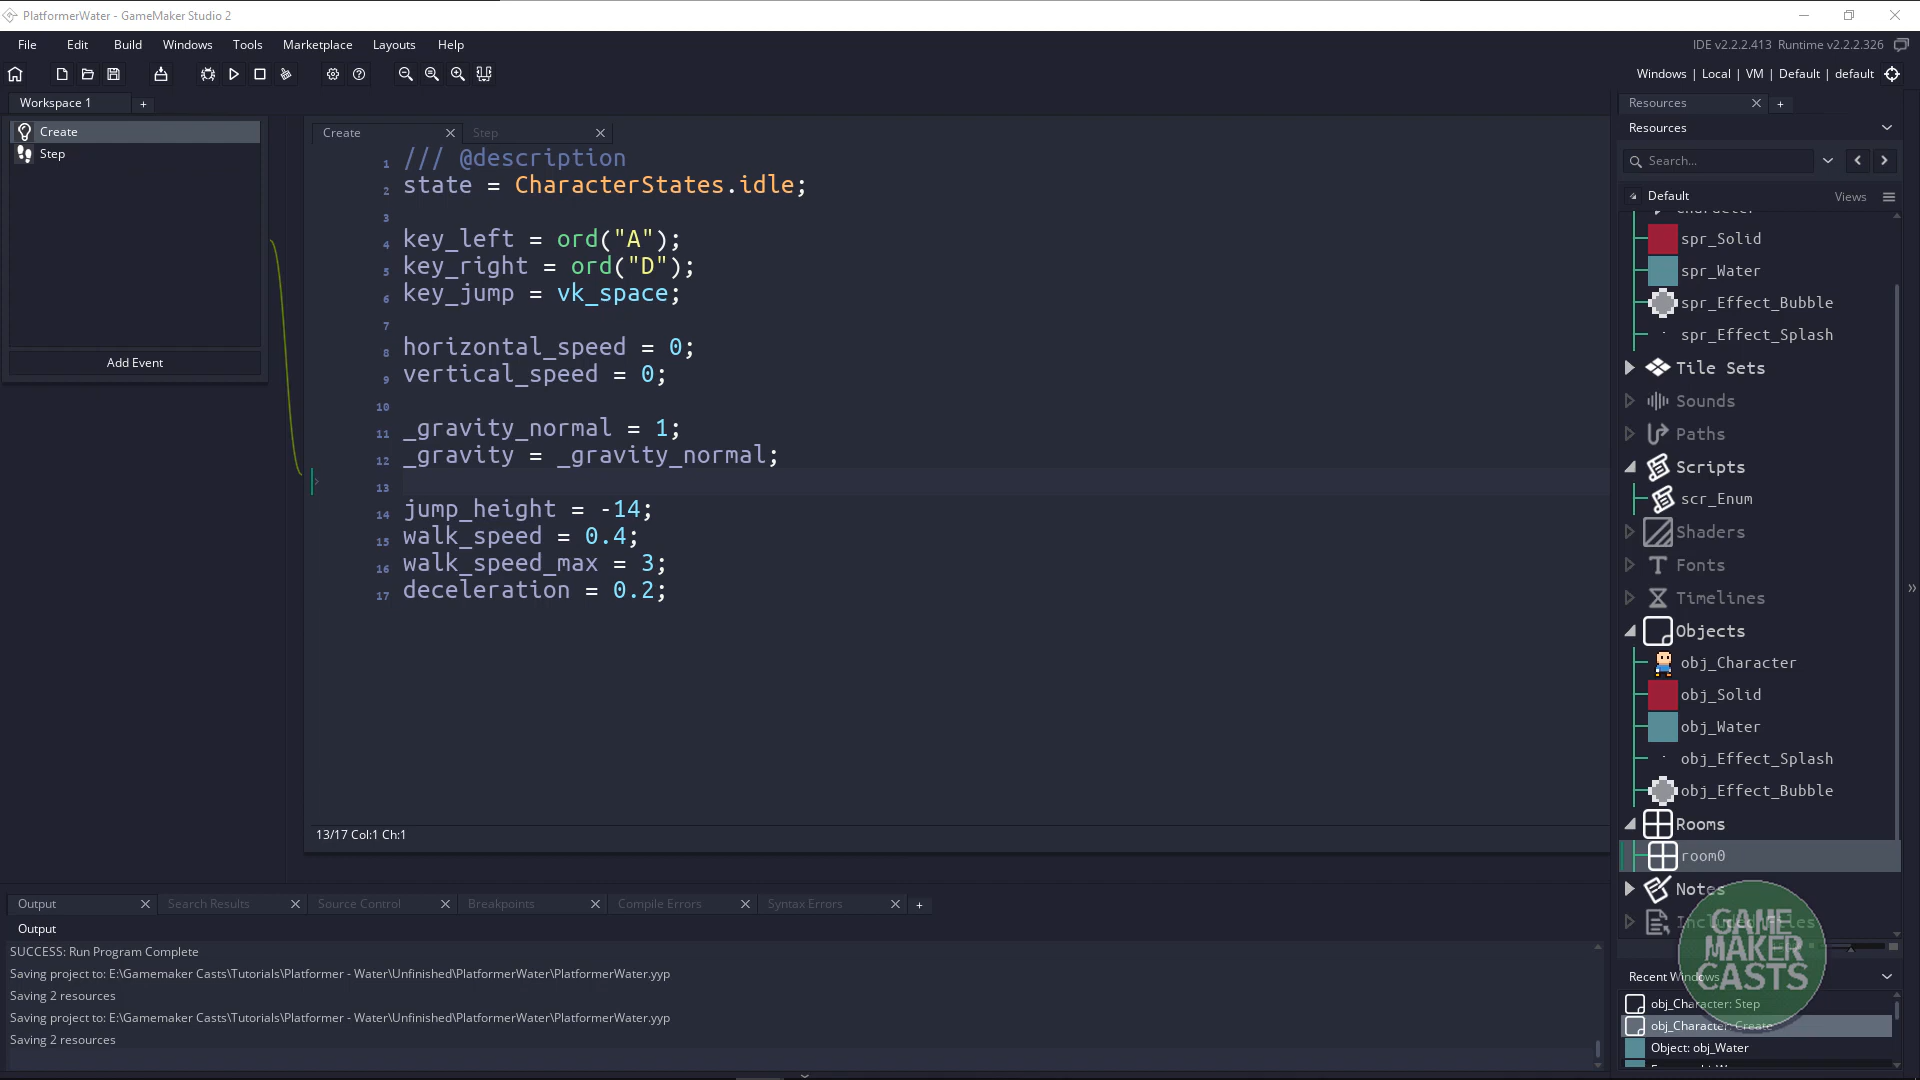 PlatformerWater - GameMaker Studio 2
File Edit Build Windows Tools Marketplace Layouts Help
IDE v2.2.2.413 Runtime v2.2.2.326
Windows | Local | VM | Default | default
Workspace 1 +
Create
Step
Add Event
Create
Step
1 /// @description
2 state = CharacterStates.idle;
3
4 key_left = ord("A");
5 key_right = ord("D");
6 key_jump = vk_space;
7
8 horizontal_speed = 0;
9 vertical_speed = 0;
10
11 _gravity_normal = 1;
12 _gravity = _gravity_normal;
13
14 jump_height = -14;
15 walk_speed = 0.4;
16 walk_speed_max = 3;
17 deceleration = 0.2;
13/17 Col:1 Ch:1
Resources +
Resources
Search...
Default Views
spr_Solid
spr_Water
spr_Effect_Bubble
spr_Effect_Splash
Tile Sets
Sounds
Paths
Scripts
scr_Enum
Shaders
Fonts
Timelines
Objects
obj_Character
obj_Solid
obj_Water
obj_Effect_Splash
obj_Effect_Bubble
Rooms
room0
Notes
Included Files
GAME
MAKER
CASTS
Recent Windows
obj_Character: Step
obj_Character: Create
Object: obj_Water
Output Search Results Source Control Breakpoints Compile Errors Syntax Errors +
Output
SUCCESS: Run Program Complete
Saving project to: E:\Gamemaker Casts\Tutorials\Platformer - Water\Unfinished\PlatformerWater\PlatformerWater.yyp
Saving 2 resources
Saving project to: E:\Gamemaker Casts\Tutorials\Platformer - Water\Unfinished\PlatformerWater\PlatformerWater.yyp
Saving 2 resources